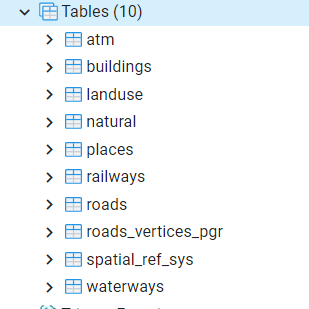 Tables (10)
atm
buildings
landuse
natural
places
railways
roads
roads_vertices_pgr
spatial_ref_sys
waterways